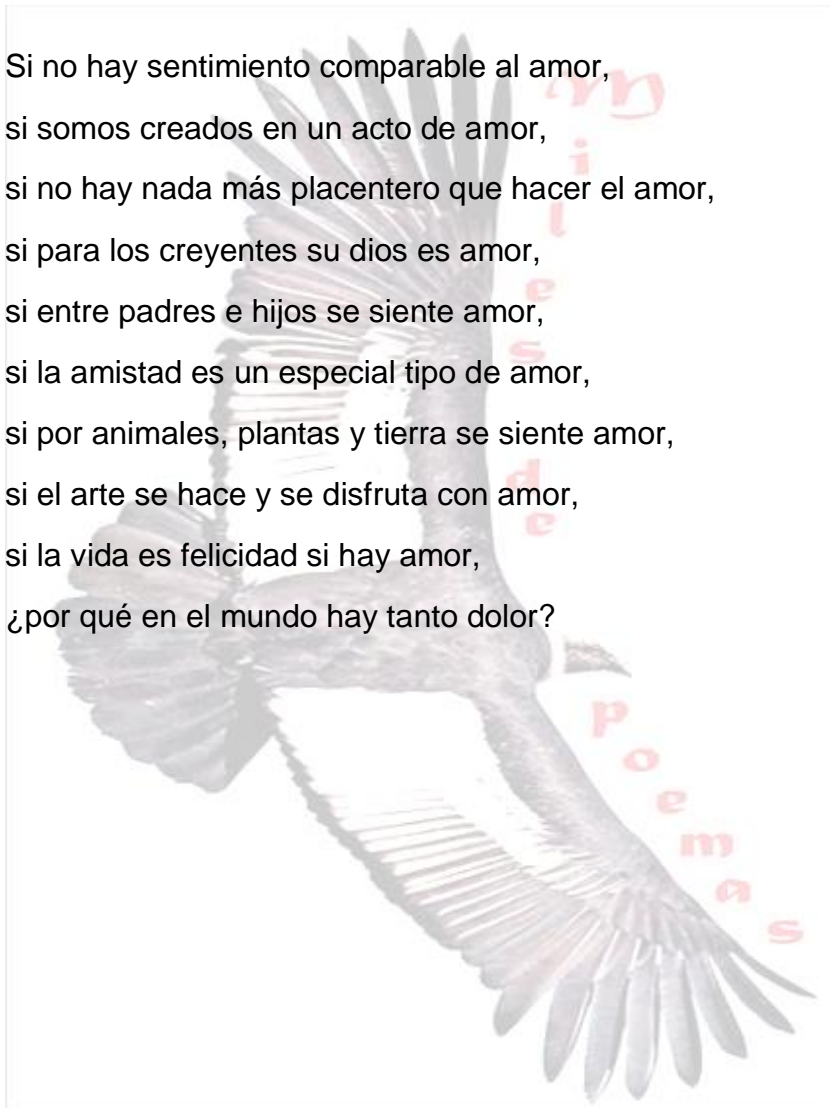 Si no hay sentimiento comparable al amor,
si somos creados en un acto de amor,
si no hay nada más placentero que hacer el amor,
si para los creyentes su dios es amor,
si entre padres e hijos se siente amor,
si la amistad es un especial tipo de amor,
si por animales, plantas y tierra se siente amor,
si el arte se hace y se disfruta con amor,
si la vida es felicidad si hay amor,
¿por qué en el mundo hay tanto dolor?
Miles de poemas